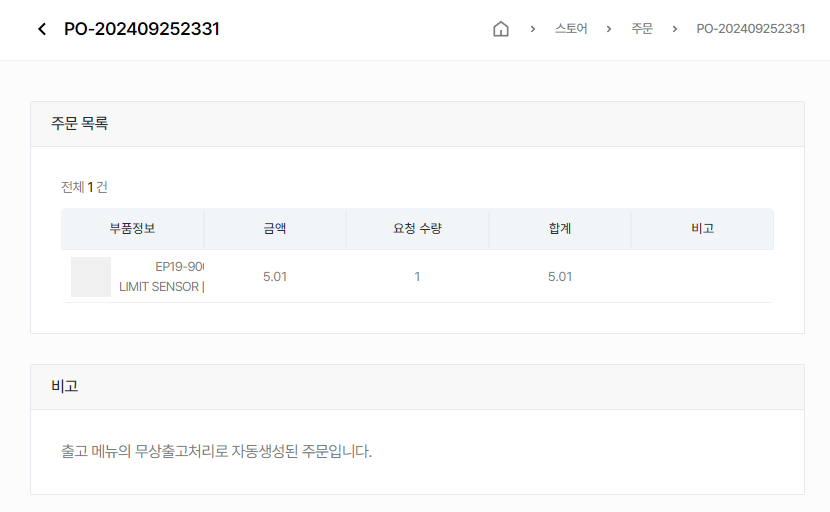 PO-202409252331
스토어 > 주문 > PO-202409252331
주문 목록
전체 1 건
부품정보 금액 요청 수량 합계 비고
EP19-90
LIMIT SENSOR | 5.01 1 5.01
비고
출고 메뉴의 무상출고처리로 자동생성된 주문입니다.